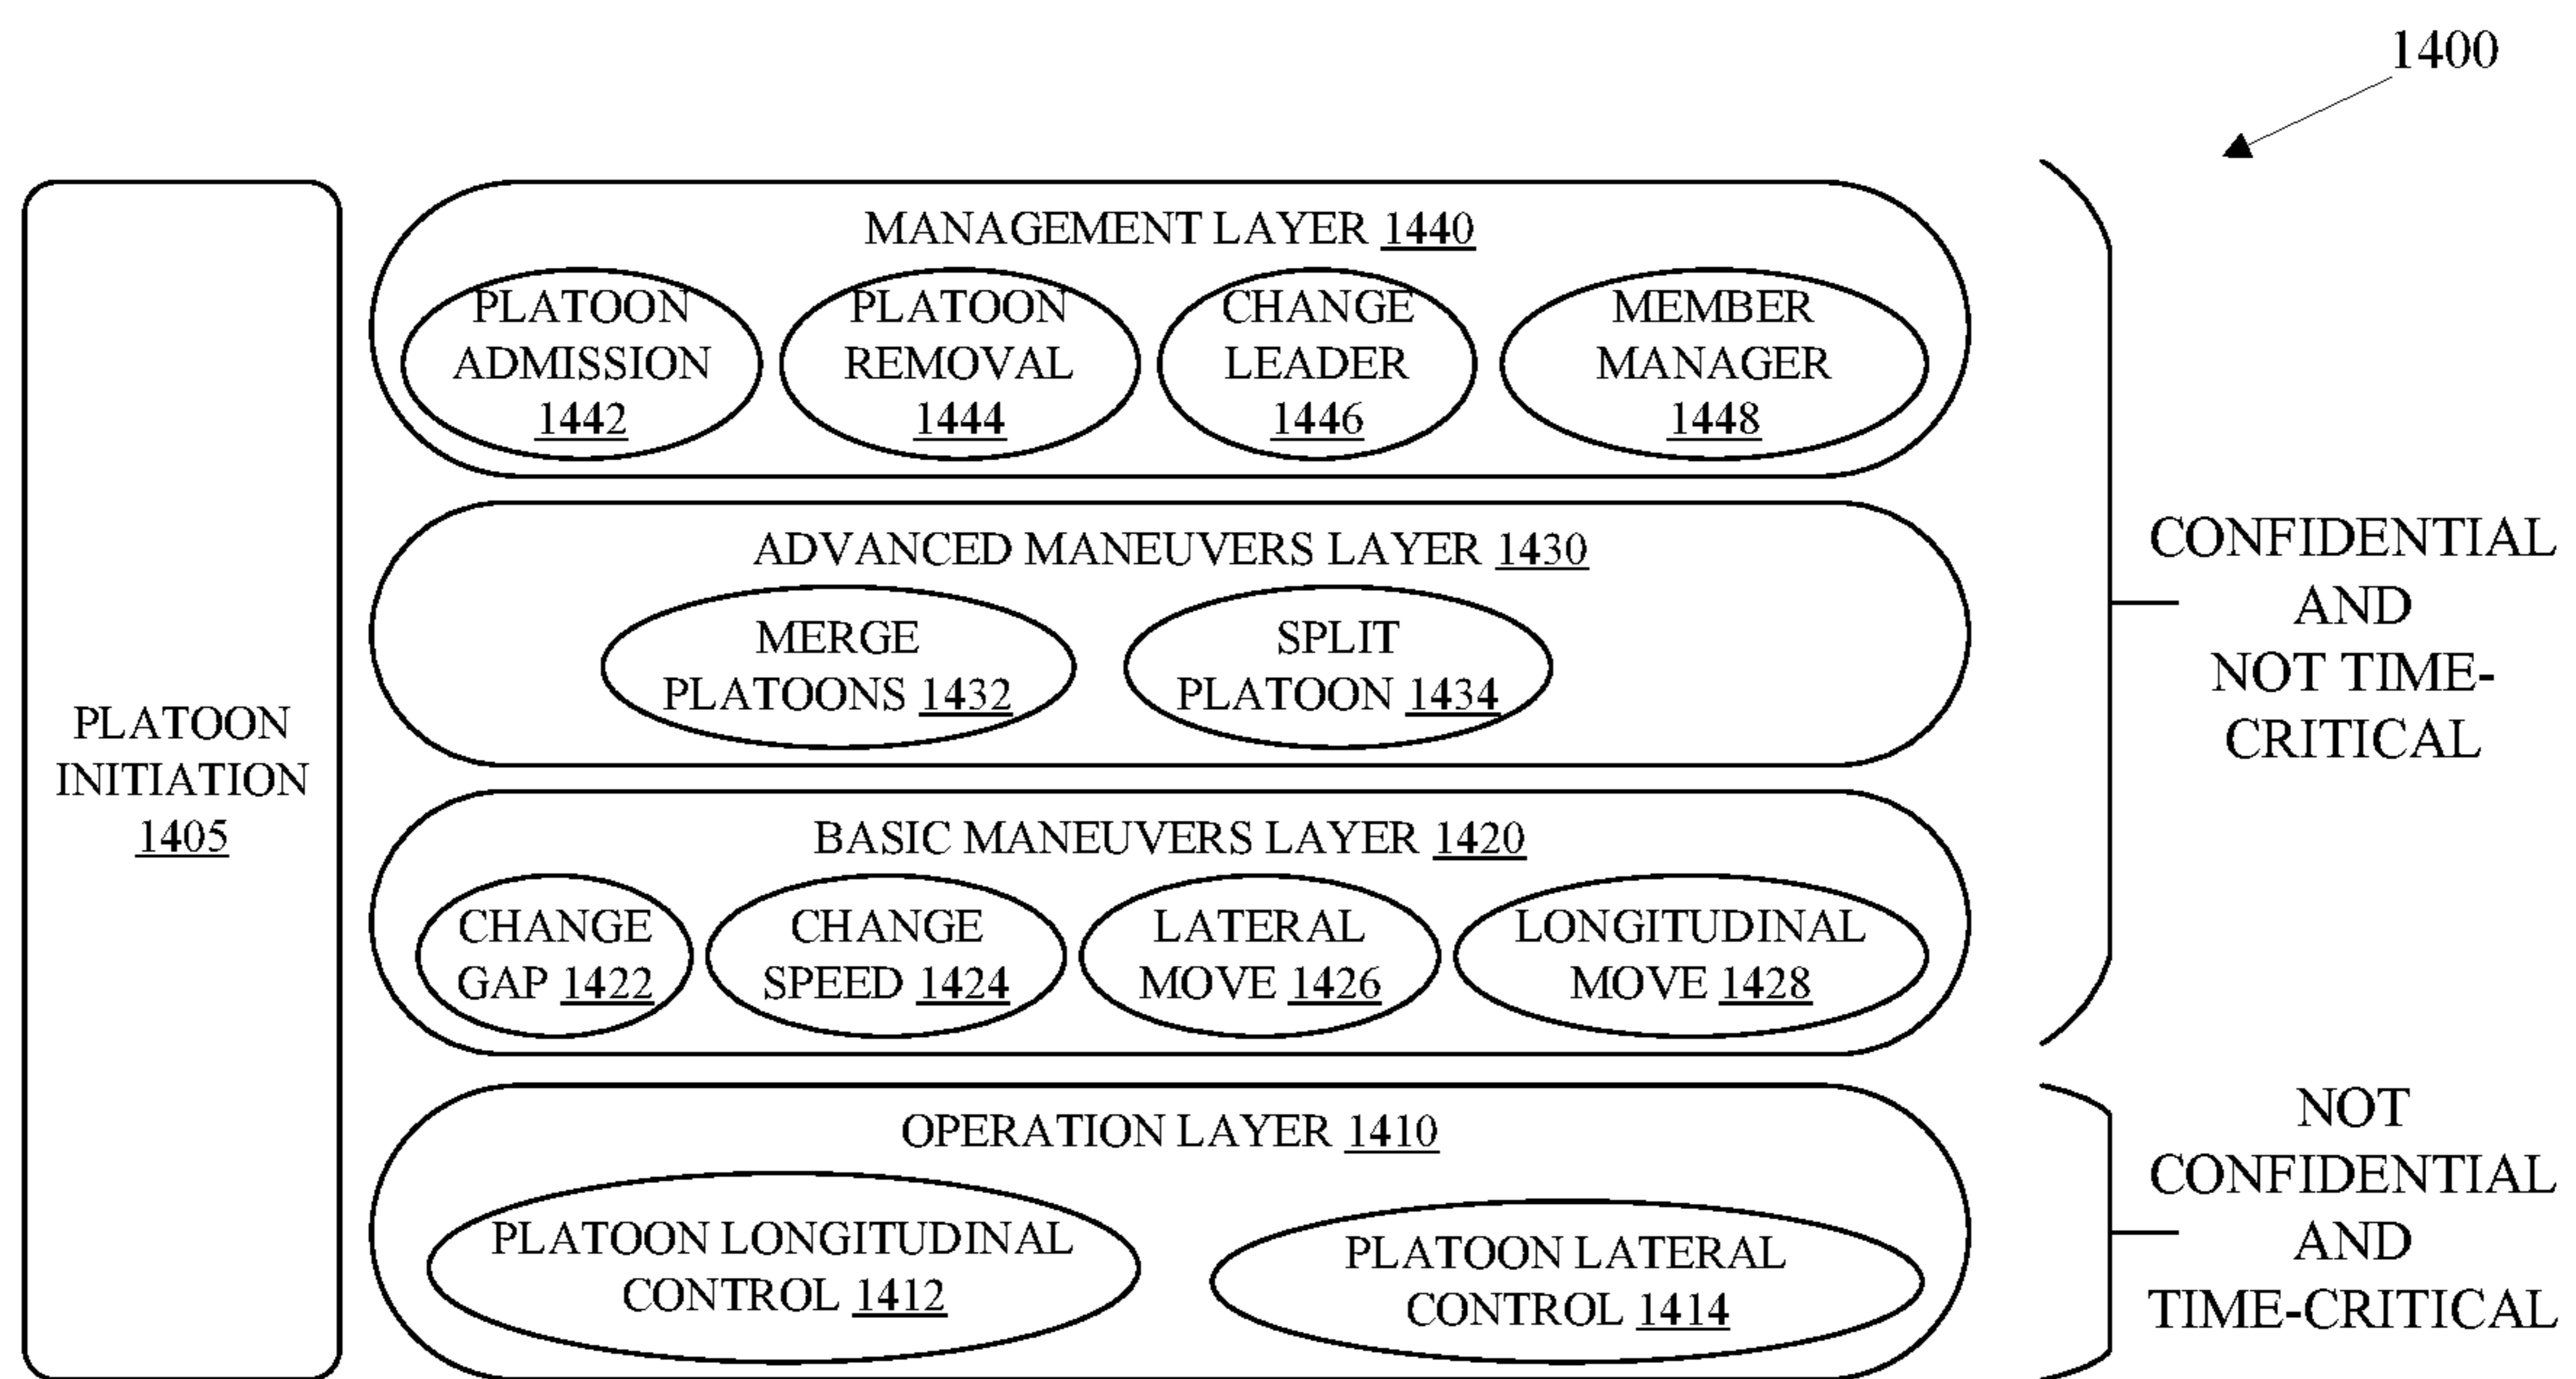 1400
PLATOON
INITIATION
1405
MANAGEMENT LAYER 1440
PLATOON
ADMISSION
1442
PLATOON
REMOVAL
1444
CHANGE
LEADER
1446
MEMBER
MANAGER
1448
ADVANCED MANEUVERS LAYER 1430
MERGE
PLATOONS 1432
SPLIT
PLATOON 1434
BASIC MANEUVERS LAYER 1420
CHANGE
GAP 1422
CHANGE
SPEED 1424
LATERAL
MOVE 1426
LONGITUDINAL
MOVE 1428
CONFIDENTIAL
AND
NOT TIME-
CRITICAL
OPERATION LAYER 1410
PLATOON LONGITUDINAL
CONTROL 1412
PLATOON LATERAL
CONTROL 1414
NOT
CONFIDENTIAL
AND
TIME-CRITICAL